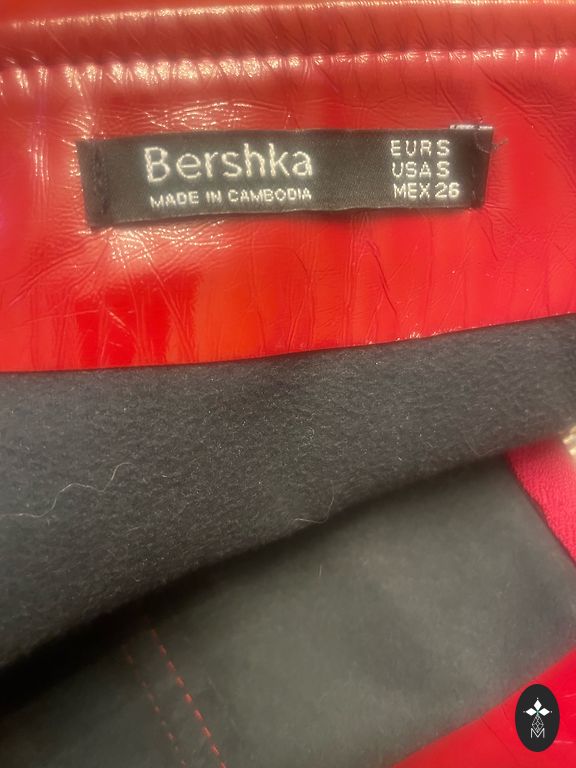 Bershka
MADE IN CAMBODIA
EUR S
USA S
MEX 26
M